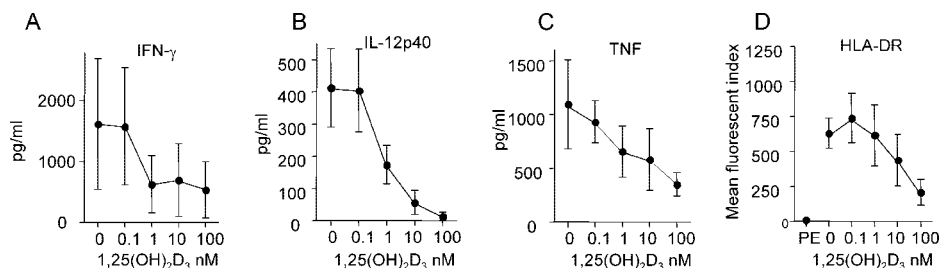 A
IFN-γ
2000
1000
0
pg/ml
0 0.1 1 10 100
1,25(OH)₂D₃ nM
B
IL-12p40
400
300
200
100
0
pg/ml
0 0.1 1 10 100
1,25(OH)₂D₃ nM
C
TNF
1500
1000
500
0
pg/ml
0 0.1 1 10 100
1,25(OH)₂D₃ nM
D
HLA-DR
1250
1000
750
500
250
0
Mean fluorescent index
PE 0 0.1 1 10 100
1,25(OH)₂D₃ nM